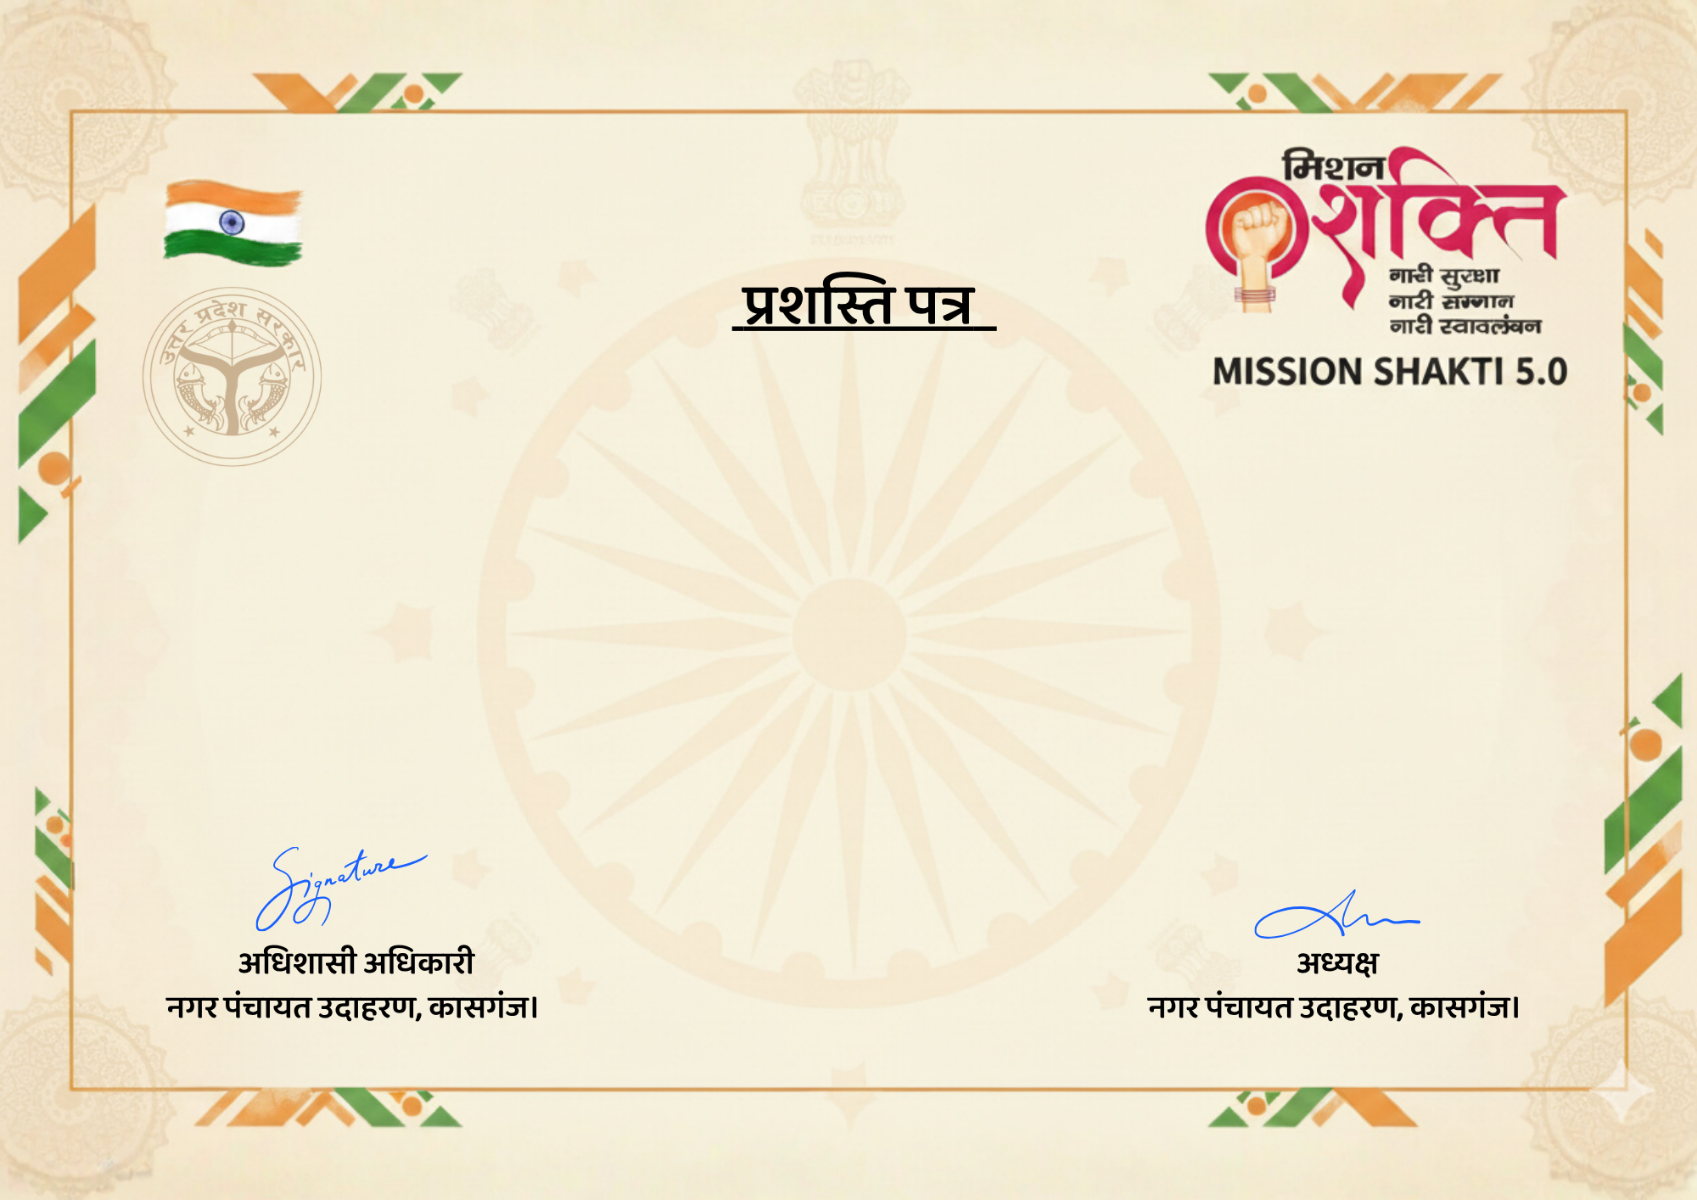 मिशन
शक्ति
नारी सुरक्षा
नारी सम्मान
नारी स्वावलंबन
MISSION SHAKTI 5.0
उत्तर प्रदेश सरकार
प्रशस्ति पत्र
Signature
अधिशासी अधिकारी
नगर पंचायत उदाहरण, कासगंज।
अध्यक्ष
नगर पंचायत उदाहरण, कासगंज।